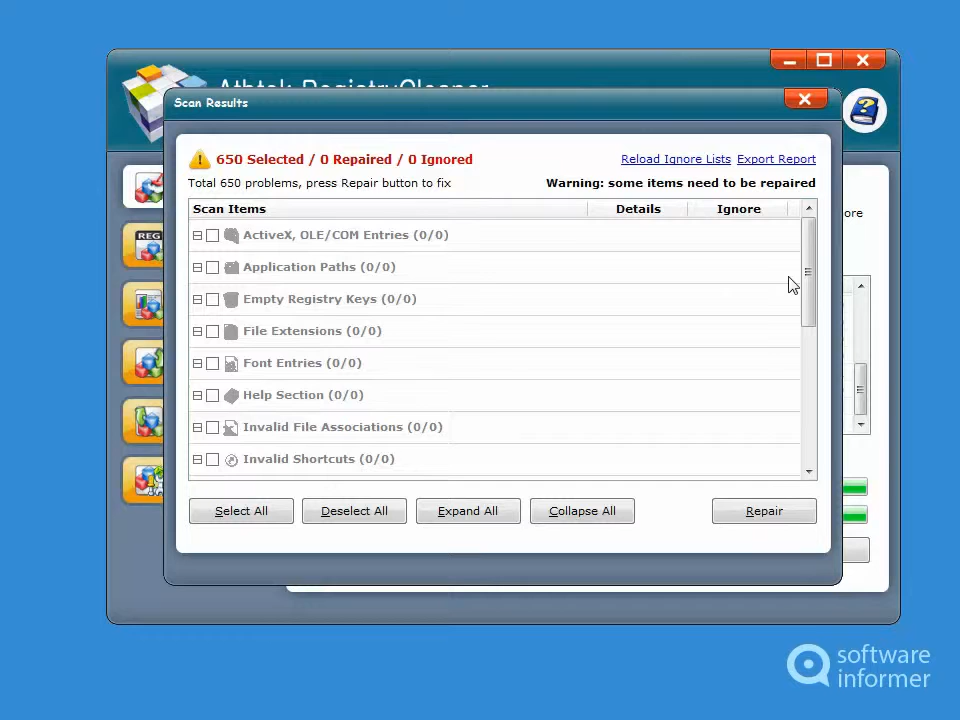 Athtek RegistryCleaner
Scan Results
650 Selected / 0 Repaired / 0 Ignored
Reload Ignore Lists Export Report
Total 650 problems, press Repair button to fix
Warning: some items need to be repaired
ore
Scan Items Details Ignore
ActiveX, OLE/COM Entries (0/0)
Application Paths (0/0)
REG
Empty Registry Keys (0/0)
File Extensions (0/0)
Font Entries (0/0)
Help Section (0/0)
Invalid File Associations (0/0)
Invalid Shortcuts (0/0)
Select All Deselect All Expand All Collapse All Repair
software
informer